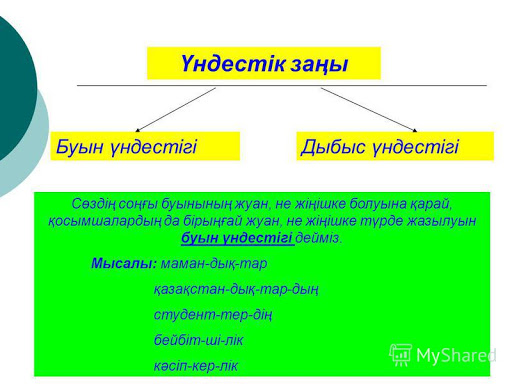 Үндестік заңы
Буын үндестігі
Дыбыс үндестігі
Сөздің соңғы буынының жуан, не жіңішке болуына қарай,
қосымшалардың да бірыңғай жуан, не жіңішке түрде жазылуын
буын үндестігі дейміз.
Мысалы: маман-дық-тар
қазақстан-дық-тар-дың
студент-тер-дің
бейбіт-ші-лік
кәсіп-кер-лік
MyShared